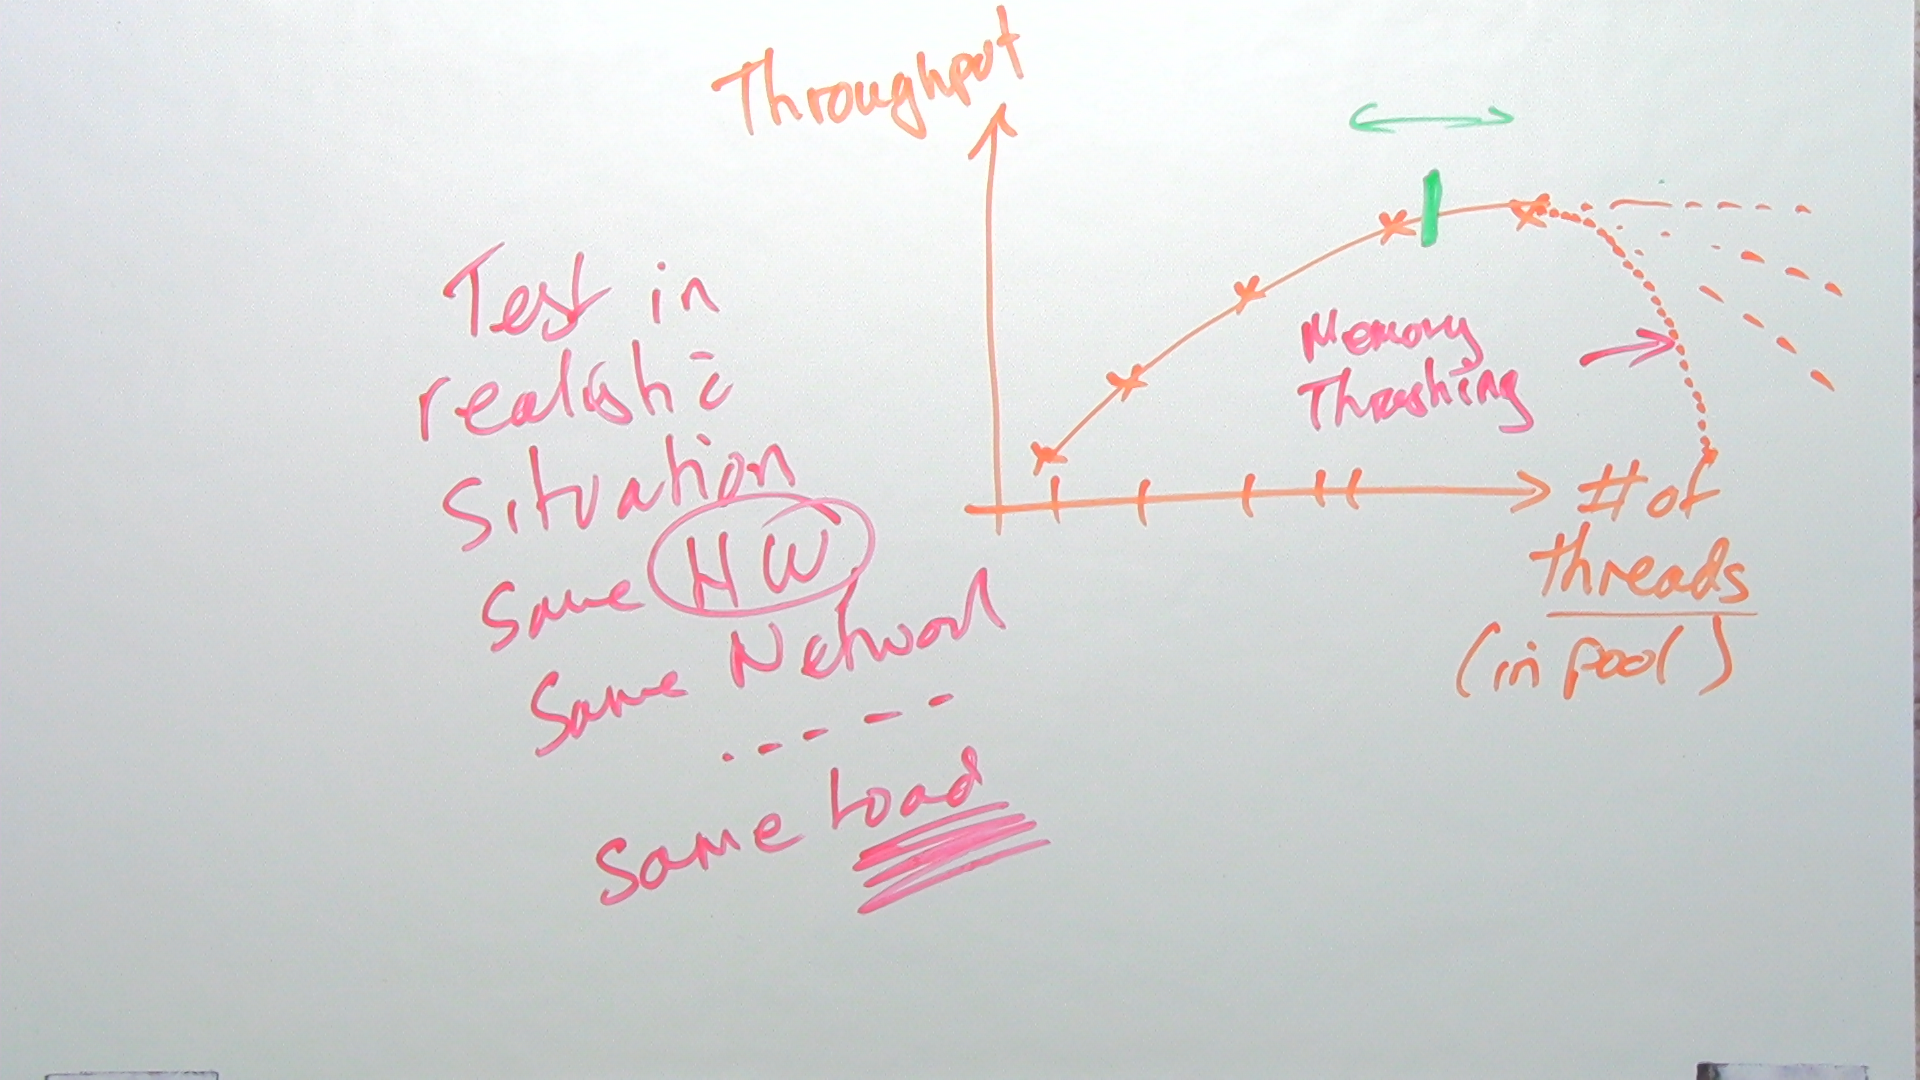 Throughput
Test in
realistic
Situation
Same HW
Same Network
Same Load
Memory
Thrashing
# of
threads
(in pool)